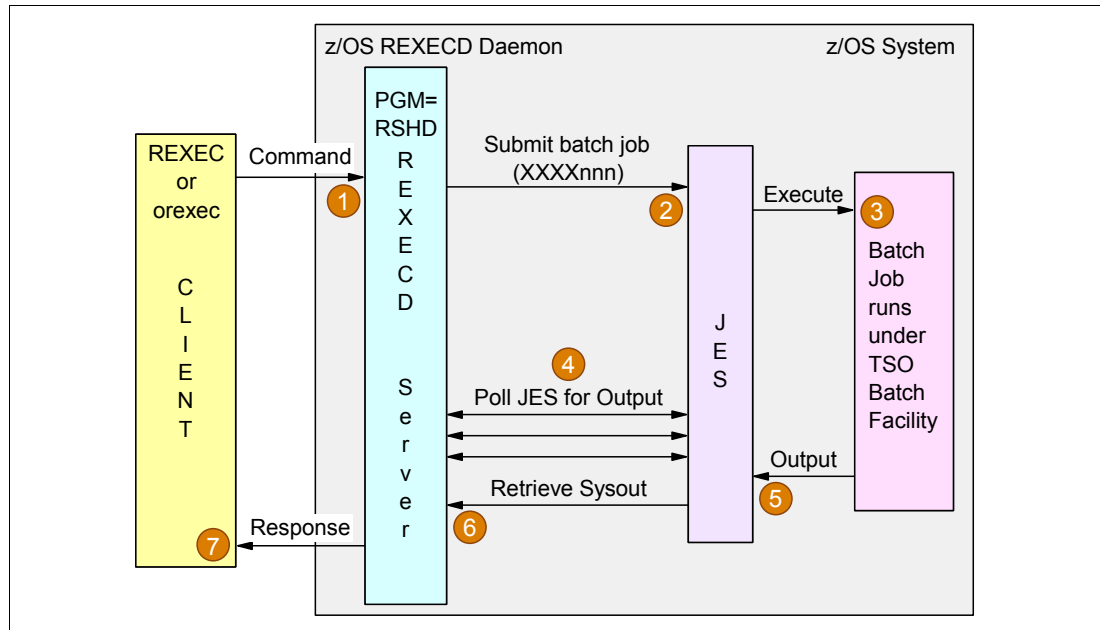 z/OS REXECD Daemon
z/OS System
REXEC
or
orexec
C
L
I
E
N
T
Command
1
PGM=
RSHD
R
E
X
E
C
D
S
e
r
v
e
r
Submit batch job
(XXXXnnn)
2
J
E
S
Execute
3
Batch
Job
runs
under
TSO
Batch
Facility
4
Poll JES for Output
Output
5
Retrieve Sysout
6
Response
7